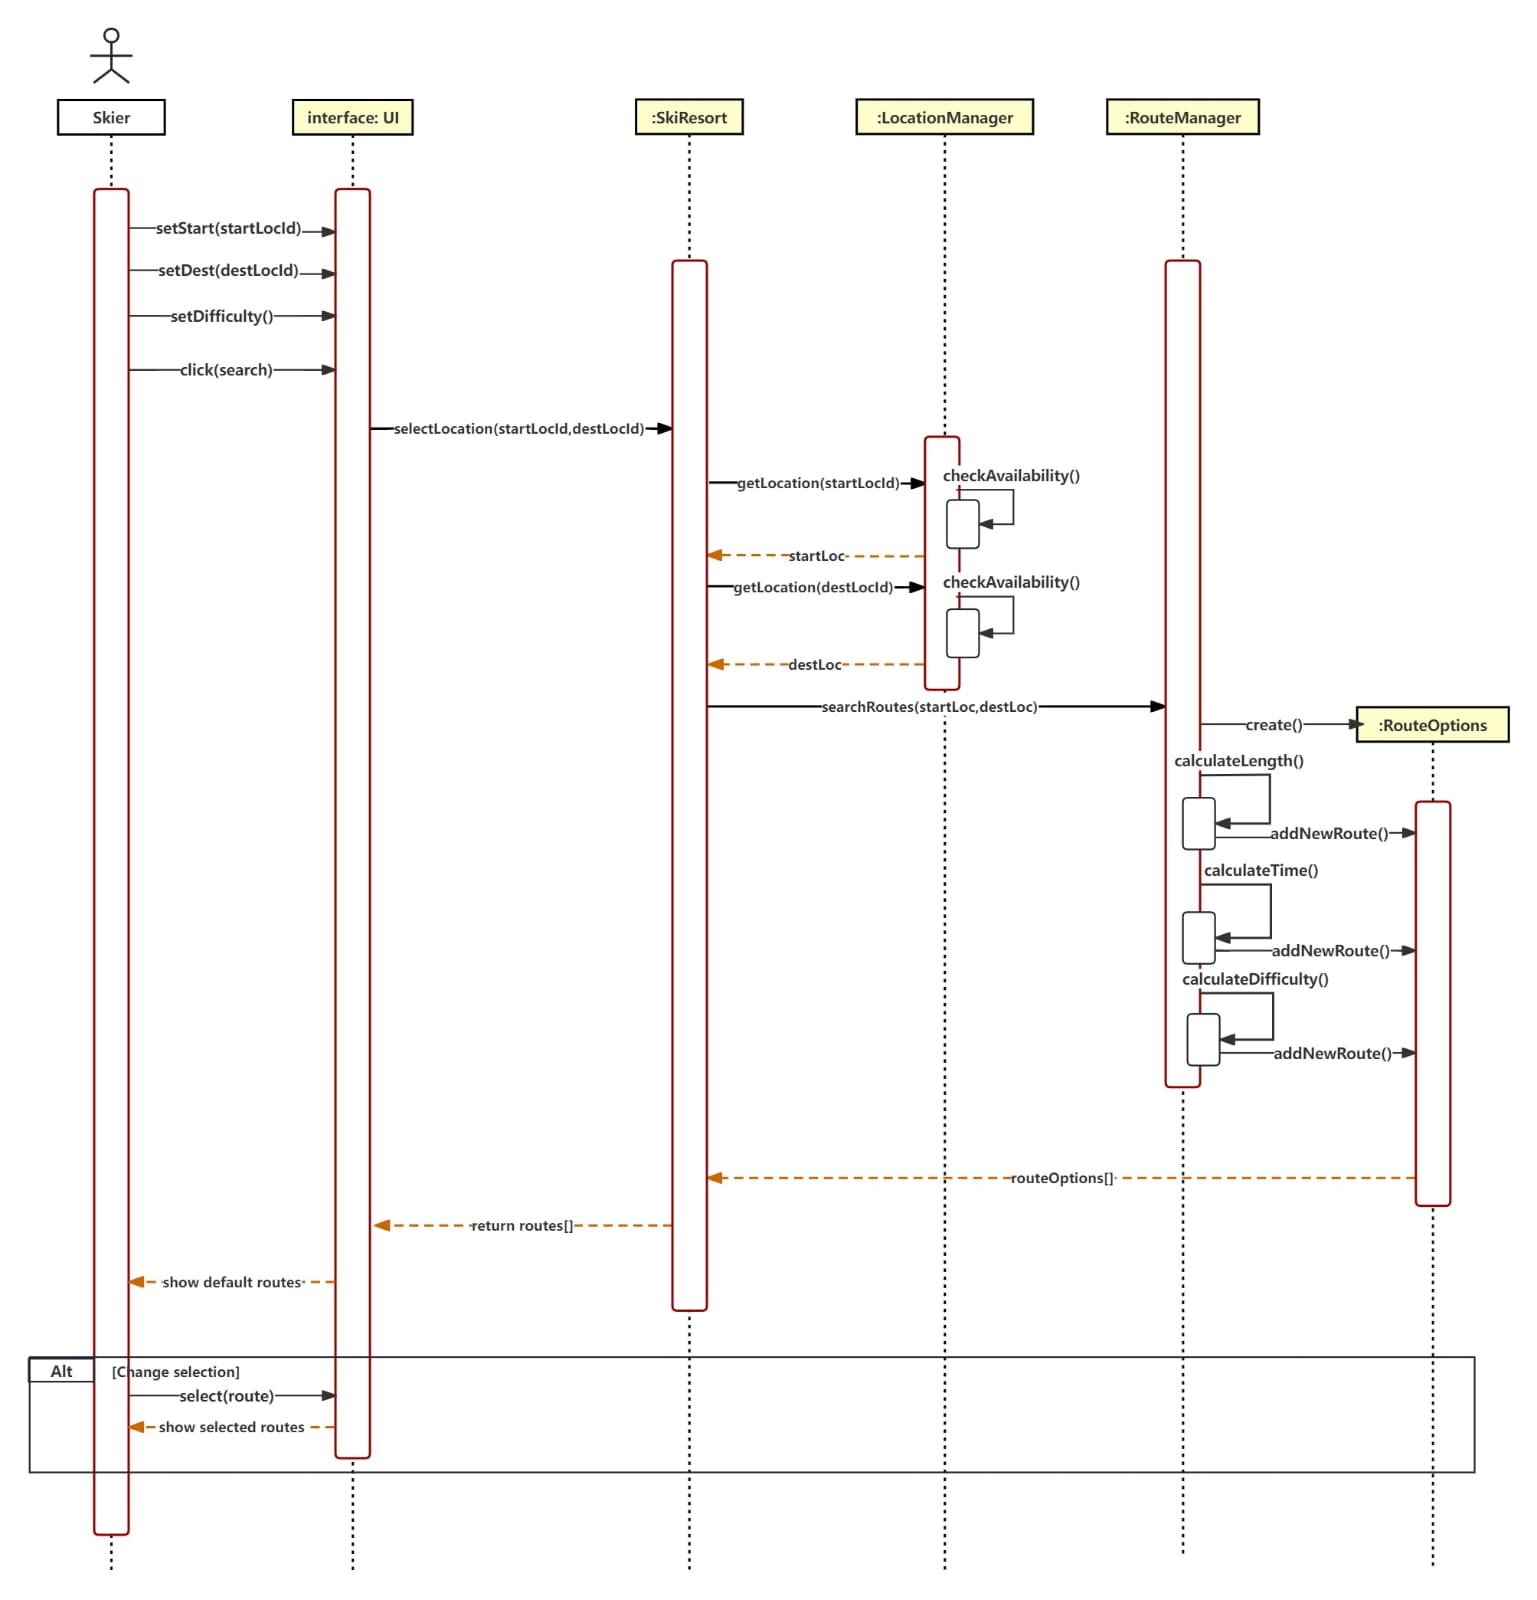 Skier
interface: UI
:SkiResort
:LocationManager
:RouteManager
setStart(startLocId)
setDest(destLocId)
setDifficulty()
click(search)
selectLocation(startLocId,destLocId)
checkAvailability()
getLocation(startLocId)
startLoc
checkAvailability()
getLocation(destLocId)
destLoc
searchRoutes(startLoc,destLoc)
create()
:RouteOptions
calculateLength()
addNewRoute()
calculateTime()
addNewRoute()
calculateDifficulty()
addNewRoute()
routeOptions[]
return routes[]
show default routes
Alt
[Change selection]
select(route)
show selected routes